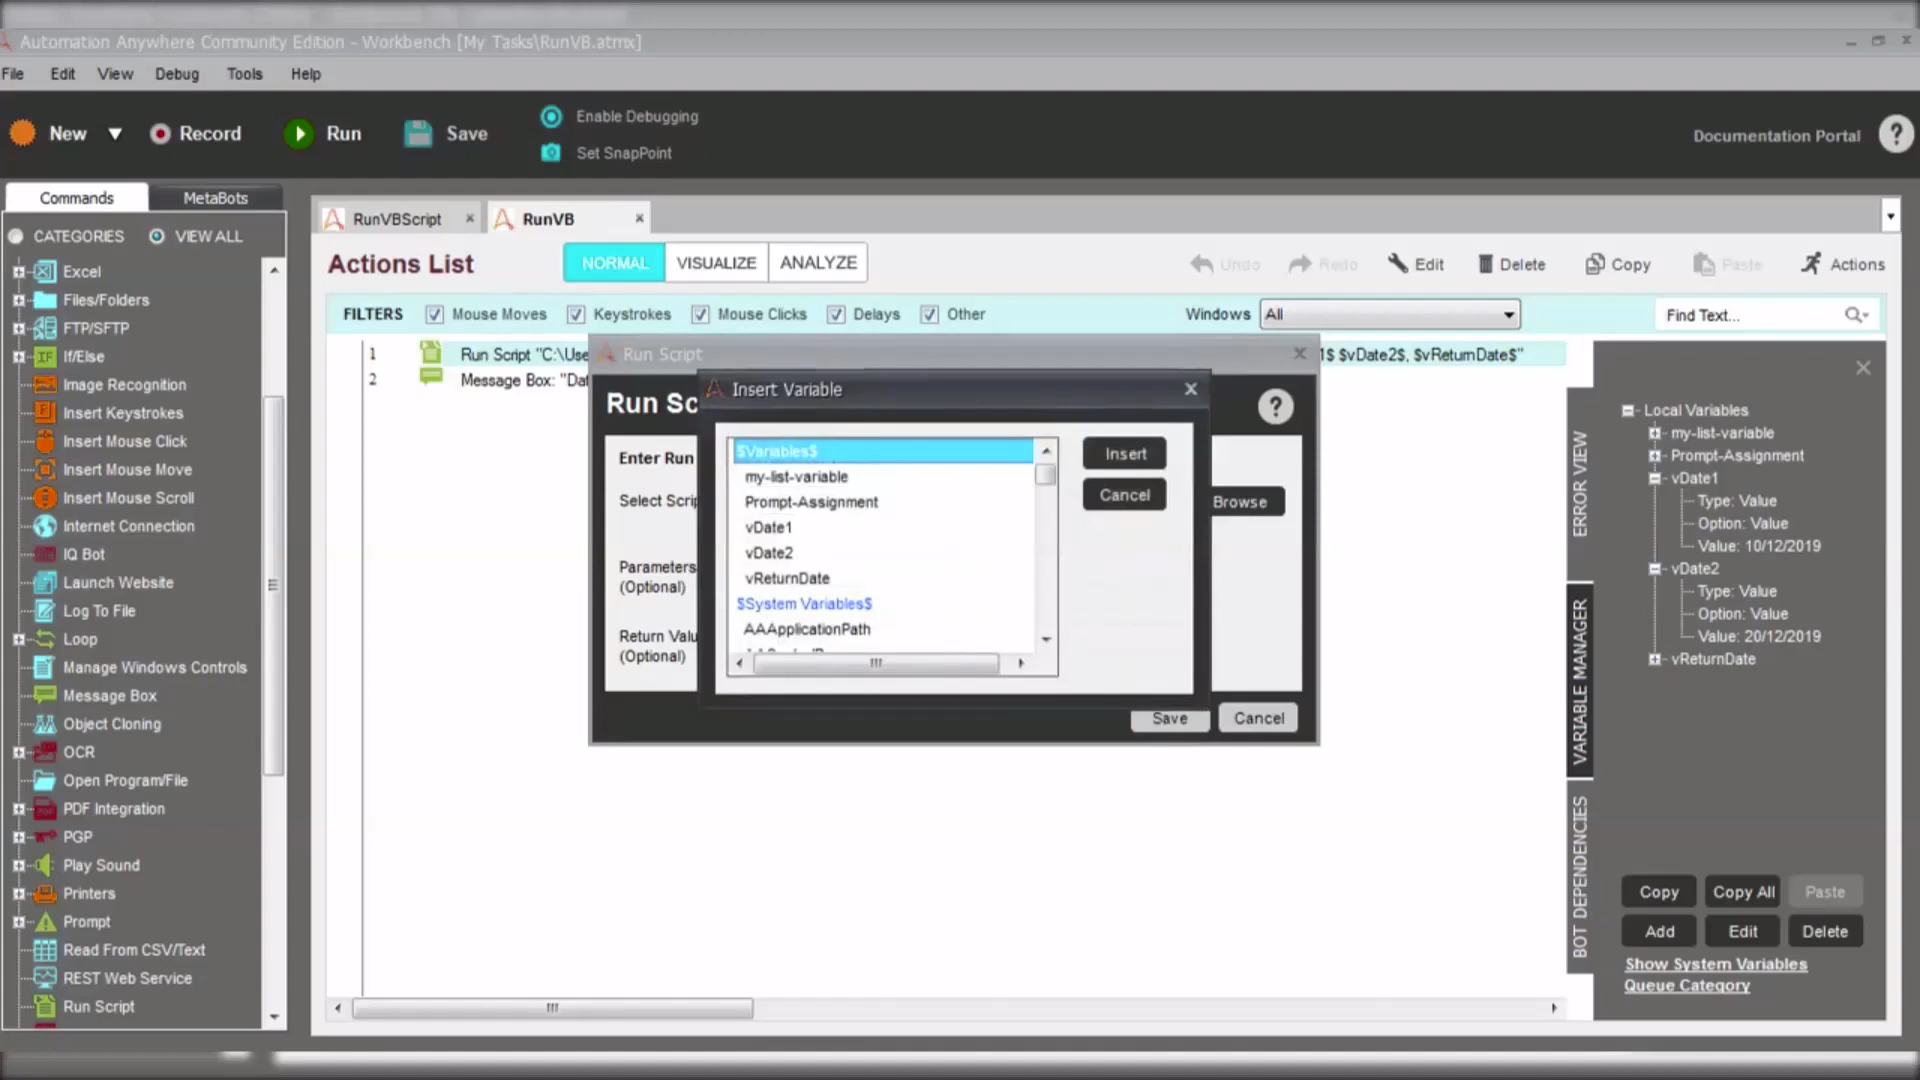 Automation Anywhere Community Edition - Workbench [My Tasks\RunVB.atmx]
File Edit View Debug Tools Help
New Record Run Save
Enable Debugging
Set SnapPoint
Documentation Portal ?
Commands MetaBots
CATEGORIES VIEW ALL
Excel
Files/Folders
FTP/SFTP
If/Else
Image Recognition
Insert Keystrokes
Insert Mouse Click
Insert Mouse Move
Insert Mouse Scroll
Internet Connection
IQ Bot
Launch Website
Log To File
Loop
Manage Windows Controls
Message Box
Object Cloning
OCR
Open Program/File
PDF Integration
PGP
Play Sound
Printers
Prompt
Read From CSV/Text
REST Web Service
Run Script
RunVBScript RunVB
Actions List NORMAL VISUALIZE ANALYZE
Undo Redo Edit Delete Copy Paste Actions
FILTERS Mouse Moves Keystrokes Mouse Clicks Delays Other Windows All Find Text...
1 Run Script "C:\Use 1$ $vDate2$, $vReturnDate$"
2 Message Box: "Dat
Run Script
Run Sc ?
Enter Run
Select Scrip Browse
Parameters
(Optional)
Return Valu
(Optional)
Save Cancel
Insert Variable
$Variables$
my-list-variable
Prompt-Assignment
vDate1
vDate2
vReturnDate
$System Variables$
AAApplicationPath
Insert
Cancel
ERROR VIEW
VARIABLE MANAGER
BOT DEPENDENCIES
Local Variables
my-list-variable
Prompt-Assignment
vDate1
Type: Value
Option: Value
Value: 10/12/2019
vDate2
Type: Value
Option: Value
Value: 20/12/2019
vReturnDate
Copy Copy All Paste
Add Edit Delete
Show System Variables
Queue Category